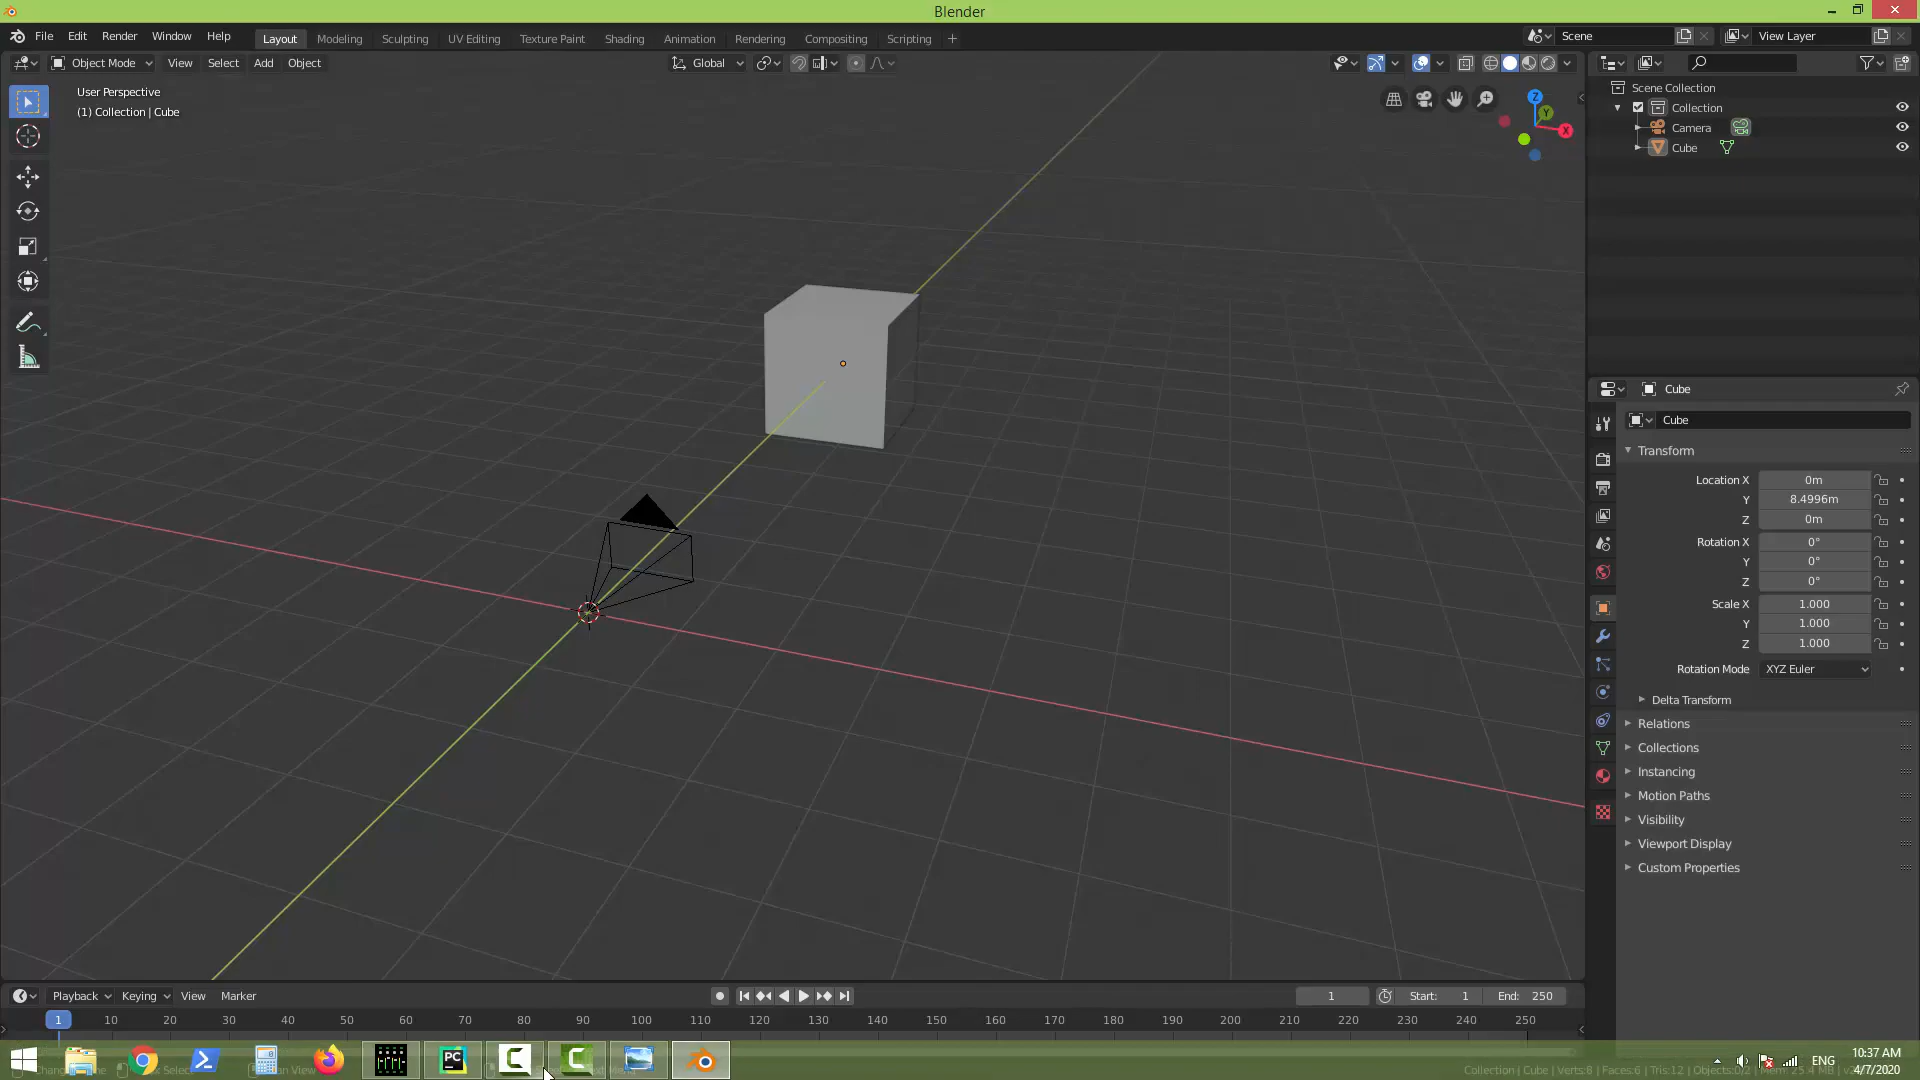 Blender
File Edit Render Window Help
Layout Modeling Sculpting UV Editing Texture Paint Shading Animation Rendering Compositing Scripting +
Scene
View Layer
Object Mode View Select Add Object
Global
User Perspective
(1) Collection | Cube
Z
Y
X
Scene Collection
Collection
Camera
Cube
Cube
Cube
Transform
Location X 0m
Y 8.4996m
Z 0m
Rotation X 0°
Y 0°
Z 0°
Scale X 1.000
Y 1.000
Z 1.000
Rotation Mode XYZ Euler
Delta Transform
Relations
Collections
Instancing
Motion Paths
Visibility
Viewport Display
Custom Properties
Playback Keying View Marker
1
Start: 1 End: 250
1 10 20 30 40 50 60 70 80 90 100 110 120 130 140 150 160 170 180 190 200 210 220 230 240 250
PC
ENG
10:37 AM
4/7/2020
Collection | Cube | Verts:8 | Faces:6 | Tris:12 | Objects:0/2